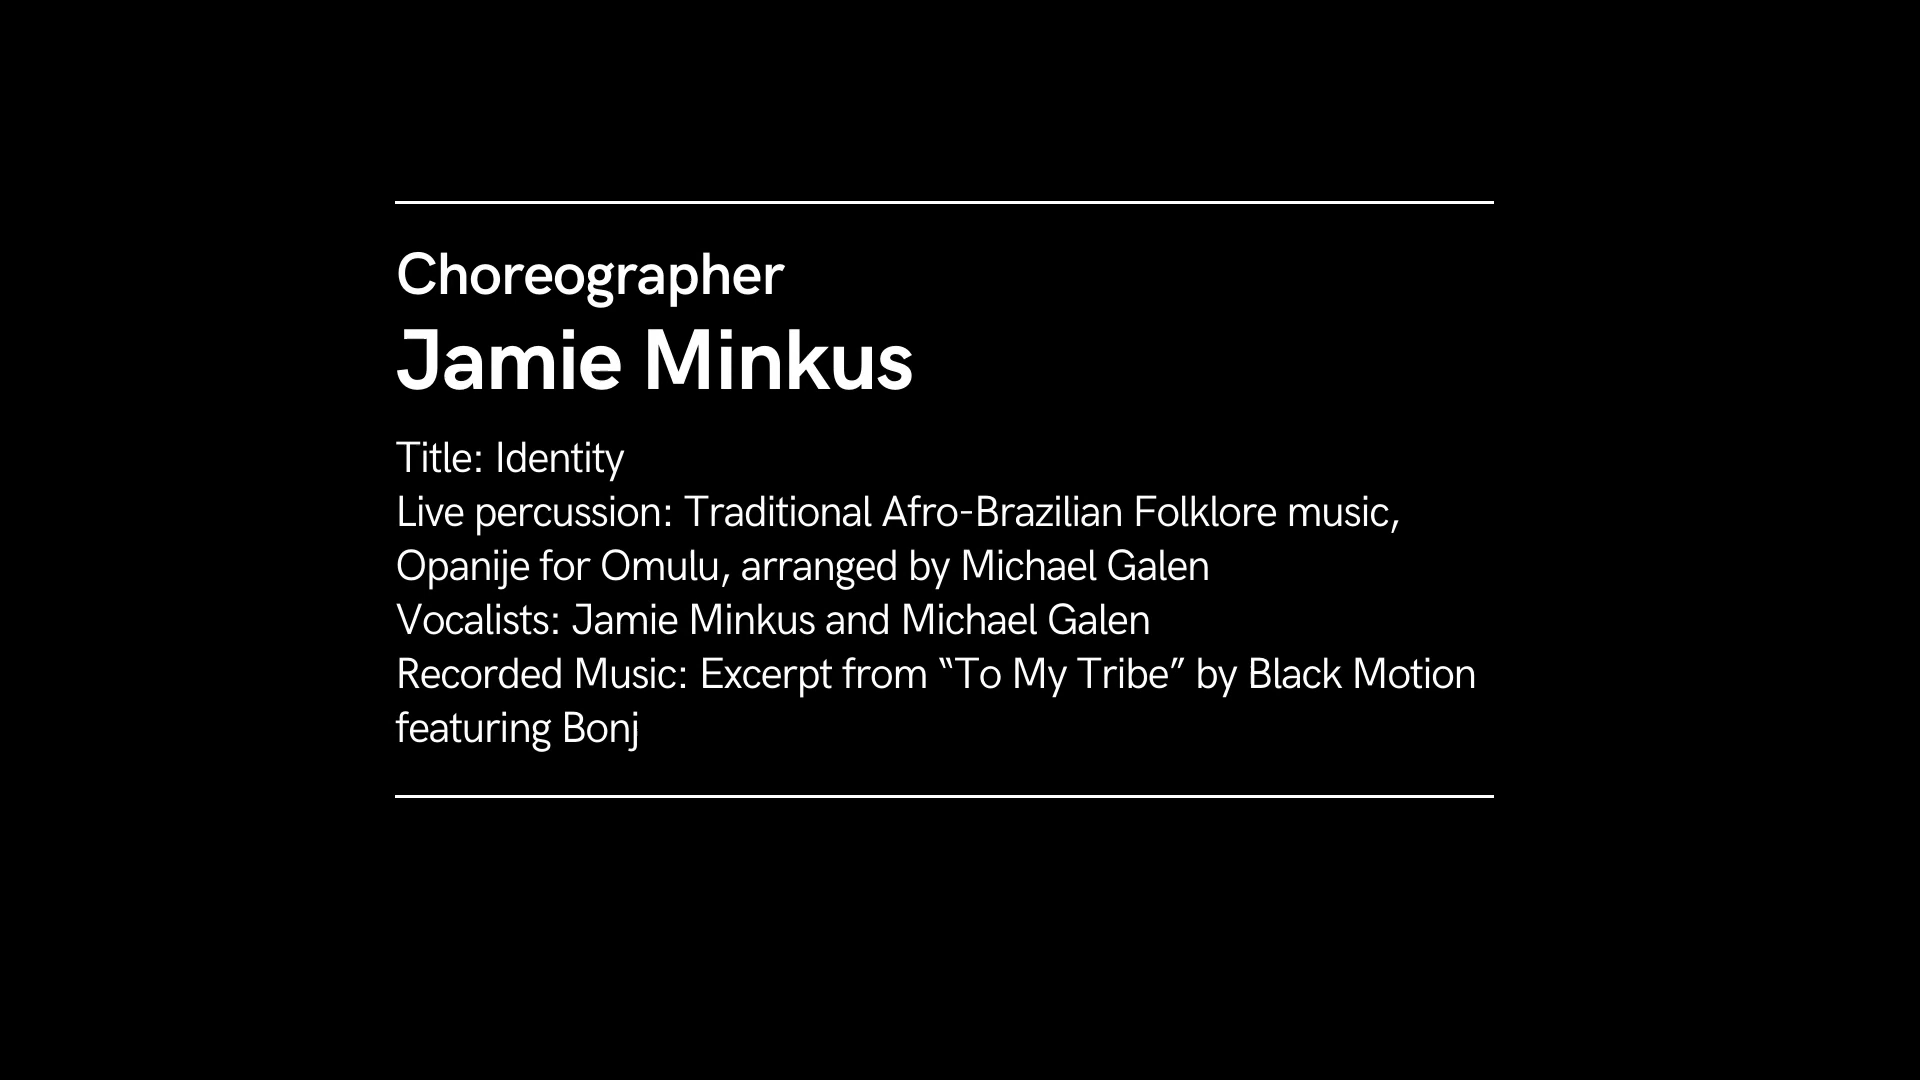 Choreographer
Jamie Minkus
Title: Identity
Live percussion: Traditional Afro-Brazilian Folklore music,
Opanije for Omulu, arranged by Michael Galen
Vocalists: Jamie Minkus and Michael Galen
Recorded Music: Excerpt from “To My Tribe” by Black Motion
featuring Bonj